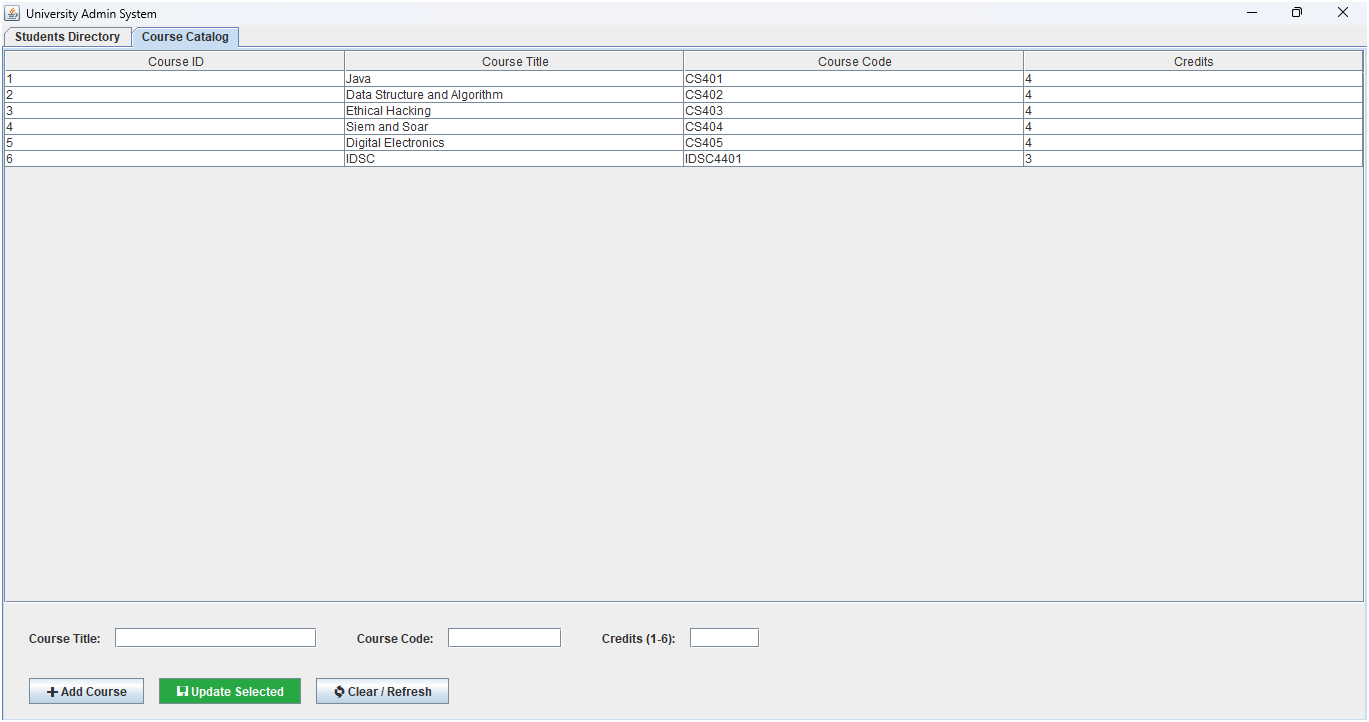 University Admin System
Students Directory Course Catalog
Course ID Course Title Course Code Credits
1 Java CS401 4
2 Data Structure and Algorithm CS402 4
3 Ethical Hacking CS403 4
4 Siem and Soar CS404 4
5 Digital Electronics CS405 4
6 IDSC IDSC4401 3
Course Title: Course Code: Credits (1-6):
Add Course Update Selected Clear / Refresh